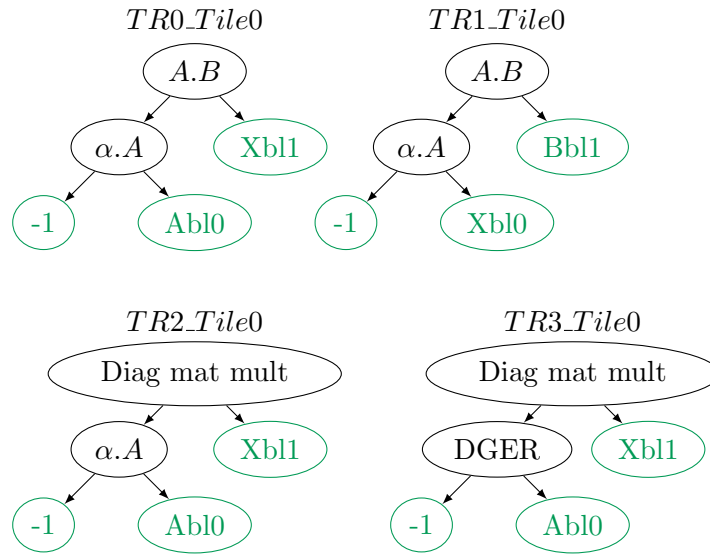 TR0_Tile0 TR1_Tile0
A.B A.B
α.A Xbl1 α.A Bbl1
-1 Abl0 -1 Xbl0
TR2_Tile0 TR3_Tile0
Diag mat mult Diag mat mult
α.A Xbl1 DGER Xbl1
-1 Abl0 -1 Abl0